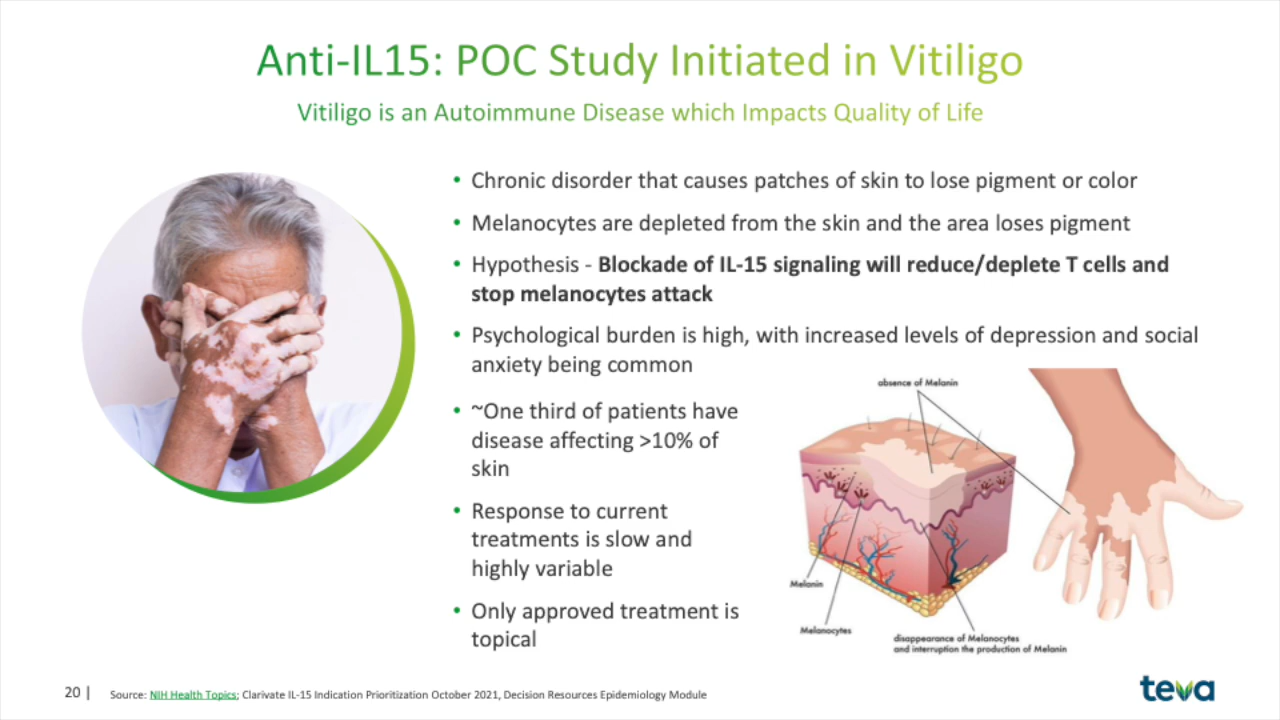 Anti-IL15: POC Study Initiated in Vitiligo
Vitiligo is an Autoimmune Disease which Impacts Quality of Life
• Chronic disorder that causes patches of skin to lose pigment or color
• Melanocytes are depleted from the skin and the area loses pigment
• Hypothesis - Blockade of IL-15 signaling will reduce/deplete T cells and
stop melanocytes attack
• Psychological burden is high, with increased levels of depression and social
anxiety being common
• ~One third of patients have
disease affecting >10% of
skin
• Response to current
treatments is slow and
highly variable
• Only approved treatment is
topical
absence of Melanin
Melanin
Melanocytes
disappearance of Melanocytes
and interruption the production of Melanin
20 |
Source: NIH Health Topics; Clarivate IL-15 Indication Prioritization October 2021, Decision Resources Epidemiology Module
teva